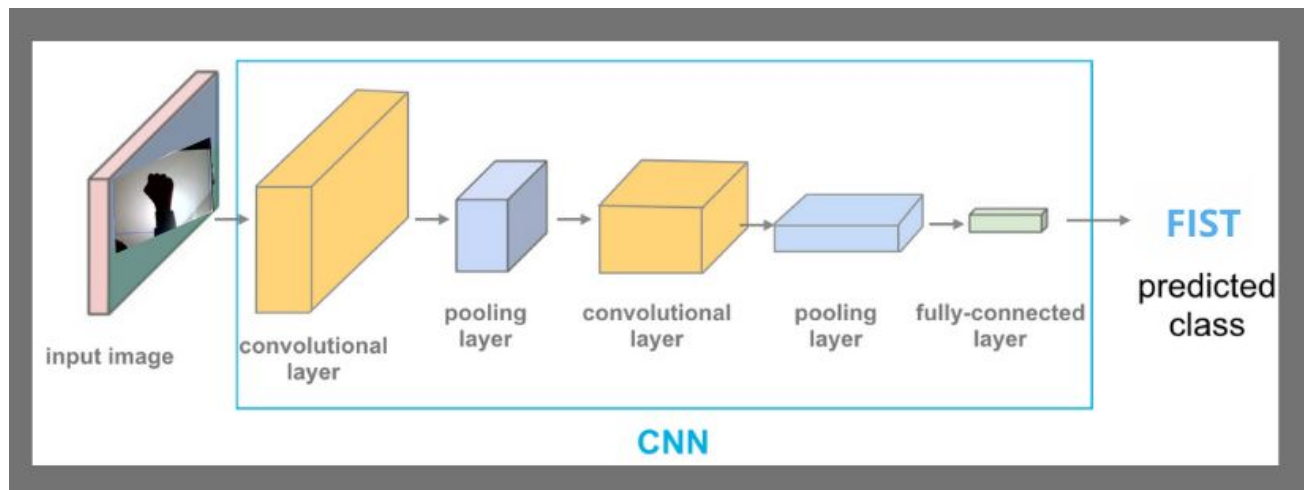 input image
convolutional
layer
pooling
layer
convolutional
layer
pooling
layer
fully-connected
layer
FIST
predicted
class
CNN